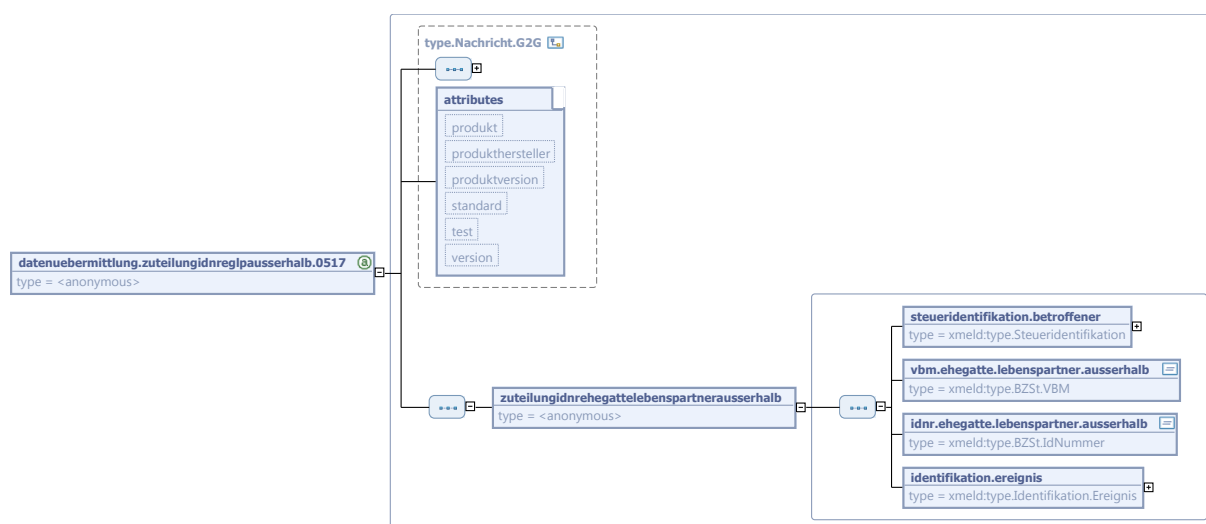 type.Nachricht.G2G
attributes
produkt
produkthersteller
produktversion
standard
test
version
datenuebermittlung.zuteilungidnreglpausserhalb.0517 a
type = <anonymous>
steueridentifikation.betroffener
type = xmeld:type.Steueridentifikation
vbm.ehegatte.lebenspartner.ausserhalb
type = xmeld:type.BZSt.VBM
zuteilungidnrehegattelebenspartnerausserhalb
type = <anonymous>
idnr.ehegatte.lebenspartner.ausserhalb
type = xmeld:type.BZSt.IdNummer
identifikation.ereignis
type = xmeld:type.Identifikation.Ereignis